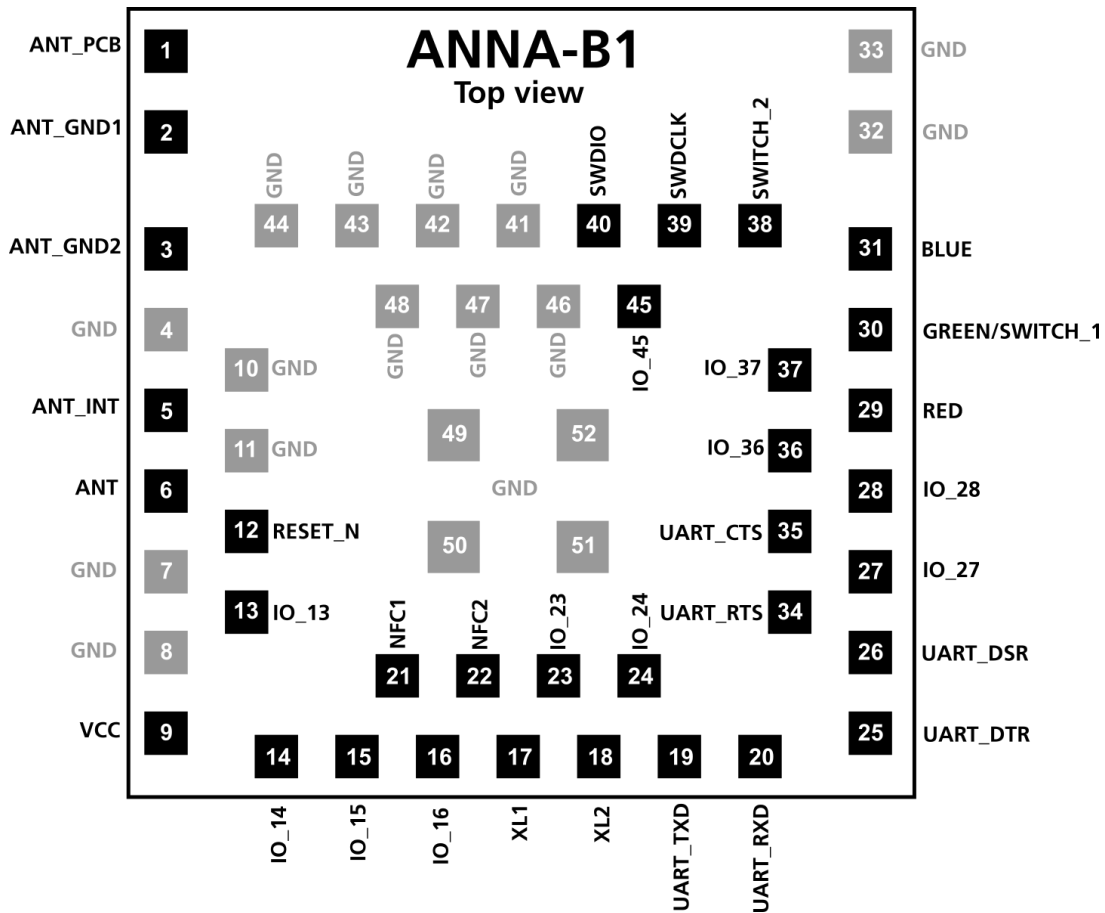 ANNA-B1
Top view
ANT_PCB 1
33 GND
ANT_GND1 2
32 GND
GND
GND
GND
GND
SWDIO
SWDCLK
SWITCH_2
44 43 42 41 40 39 38
ANT_GND2 3
31 BLUE
48 47 46 45
GND
GND
GND
IO_45
GND 4
30 GREEN/SWITCH_1
10 GND
IO_37 37
ANT_INT 5
29 RED
49 52
11 GND
IO_36 36
ANT 6
GND
28 IO_28
12 RESET_N
UART_CTS 35
50 51
GND 7
27 IO_27
13 IO_13
UART_RTS 34
NFC1
NFC2
IO_23
IO_24
GND 8
26 UART_DSR
21 22 23 24
VCC 9
25 UART_DTR
14 15 16 17 18 19 20
IO_14
IO_15
IO_16
XL1
XL2
UART_TXD
UART_RXD